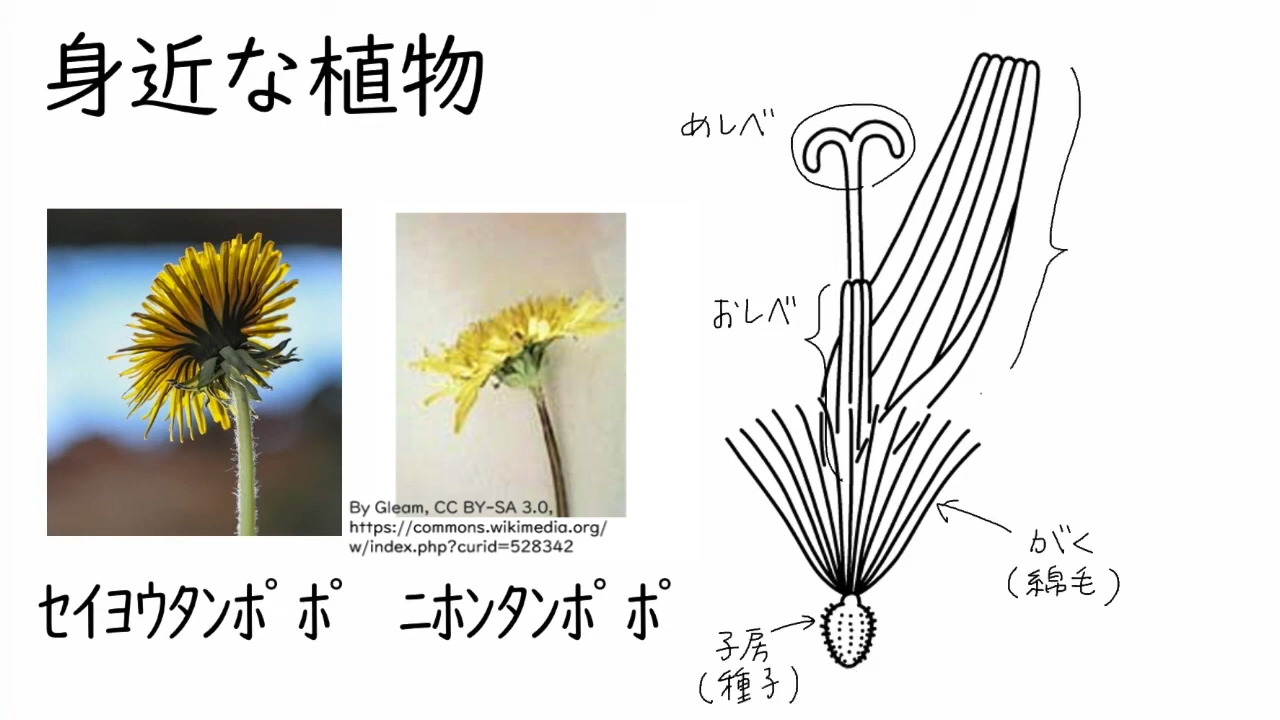 身近な植物
めしべ
おしべ
By Gleam, CC BY-SA 3.0,
https://commons.wikimedia.org/
w/index.php?curid=528342
がく
(綿毛)
セイヨウタンポポ
ニホンタンポポ
子房
(種子)